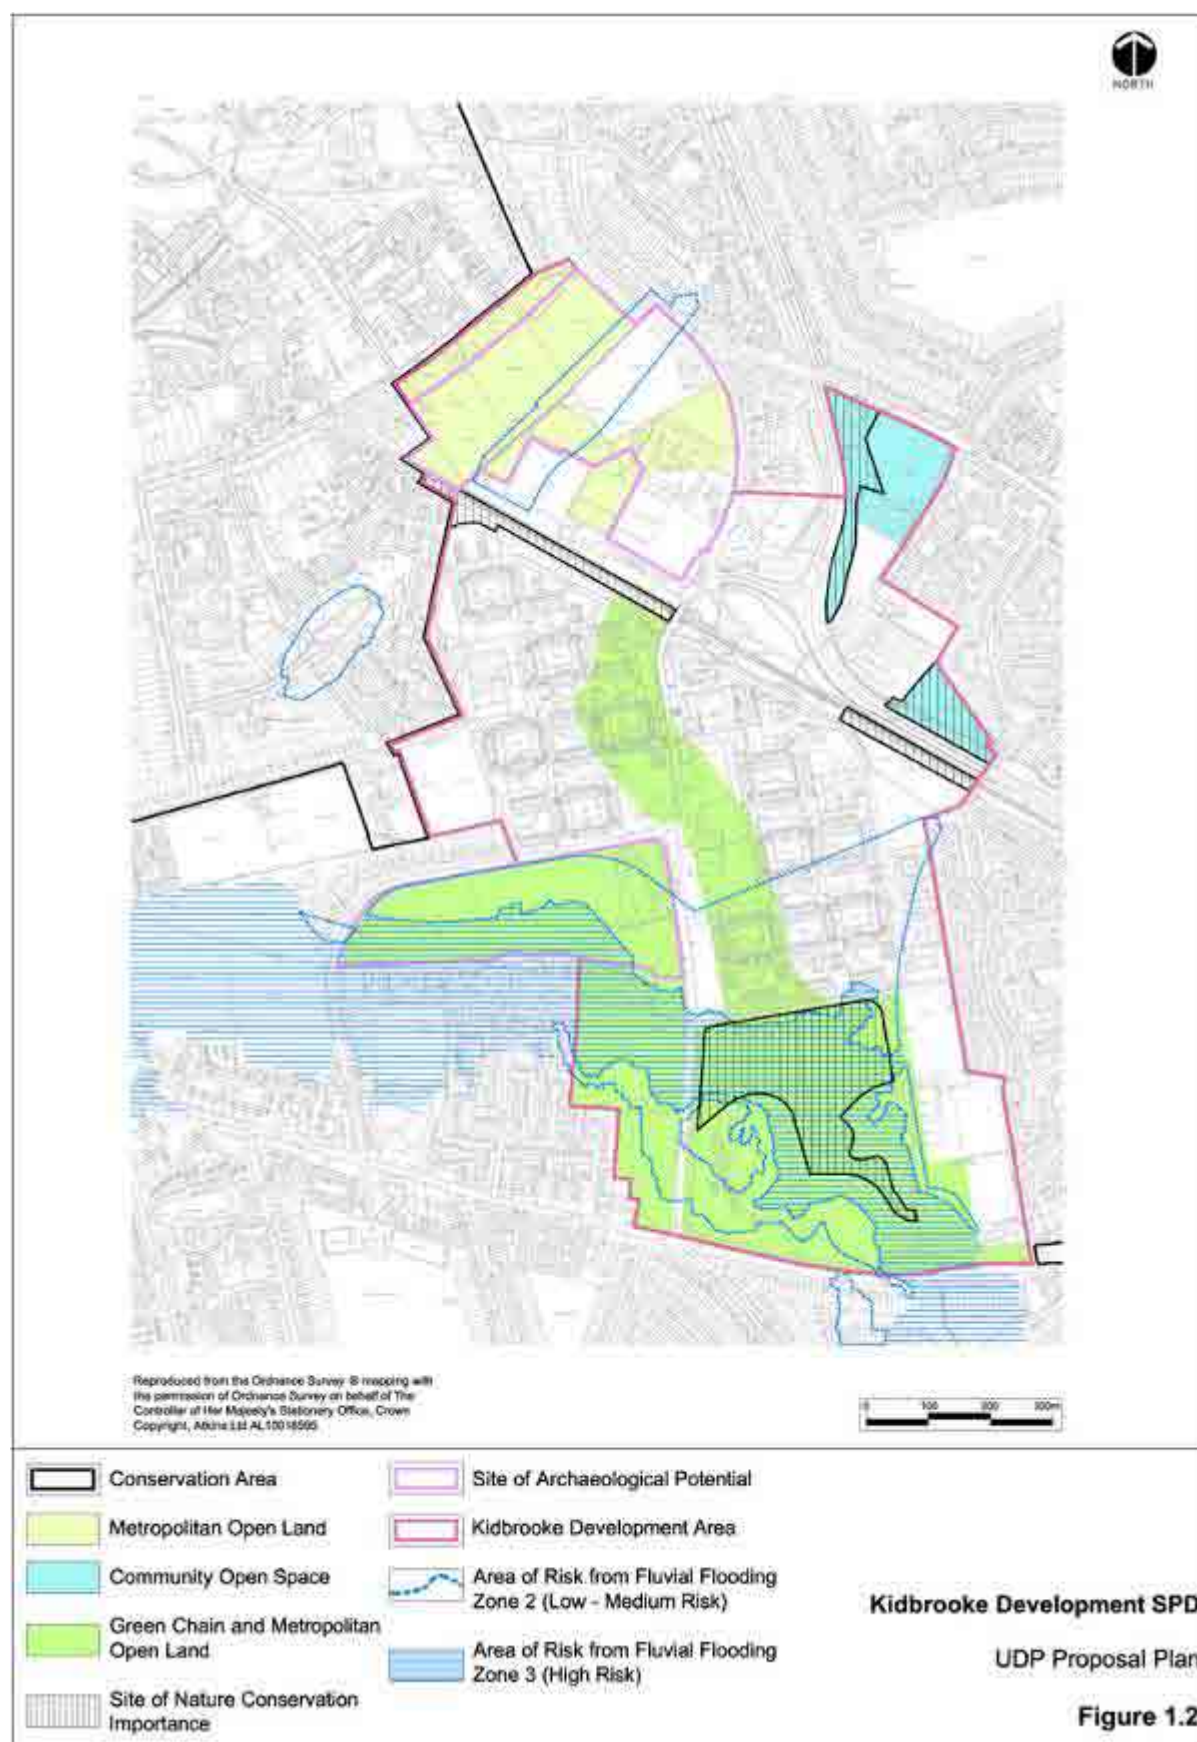 NORTH
Reproduced from the Ordnance Survey ® mapping with
the permission of Ordnance Survey on behalf of The
Controller of Her Majesty's Stationery Office, Crown
Copyright, Atkins Ltd
0 100 200 300m
Conservation Area
Metropolitan Open Land
Community Open Space
Green Chain and Metropolitan
Open Land
Site of Nature Conservation
Importance
Site of Archaeological Potential
Kidbrooke Development Area
Area of Risk from Fluvial Flooding
Zone 2 (Low - Medium Risk)
Area of Risk from Fluvial Flooding
Zone 3 (High Risk)
Kidbrooke Development SPD
UDP Proposal Plan
Figure 1.2